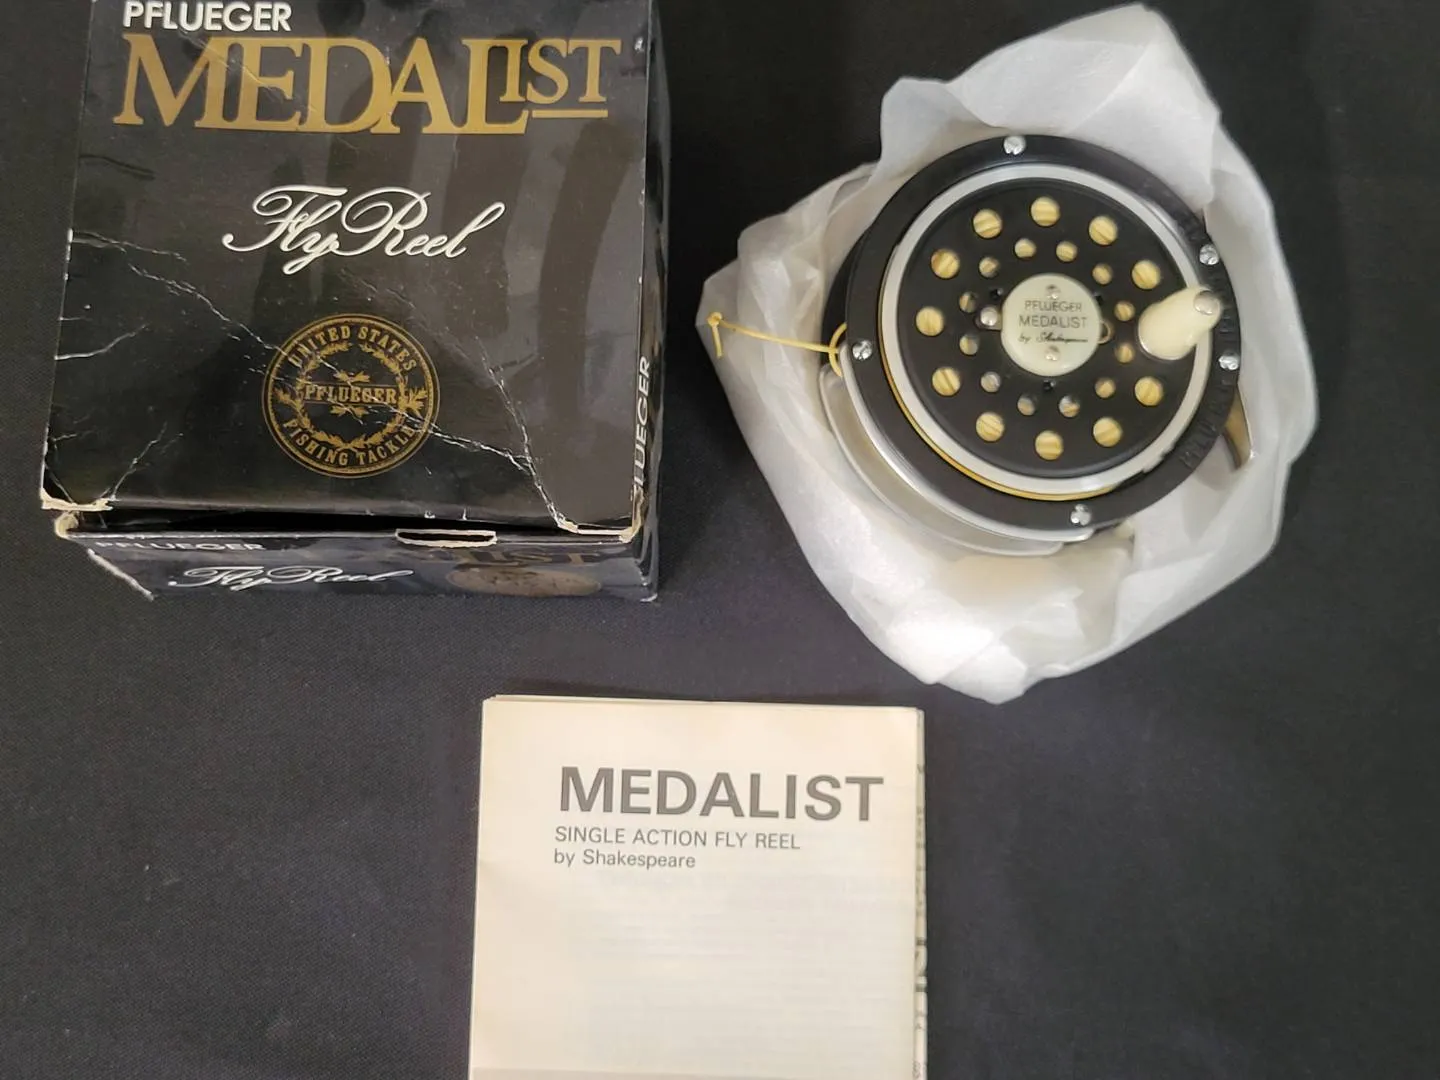 PFLUEGER
MEDALIST
Fly Reel
UNITED STATES
PFLUEGER
FISHING TACKLE
PFLUEGER
Fly Reel
PFLUEGER
MEDALIST
by Shakespeare
MEDALIST
SINGLE ACTION FLY REEL
by Shakespeare